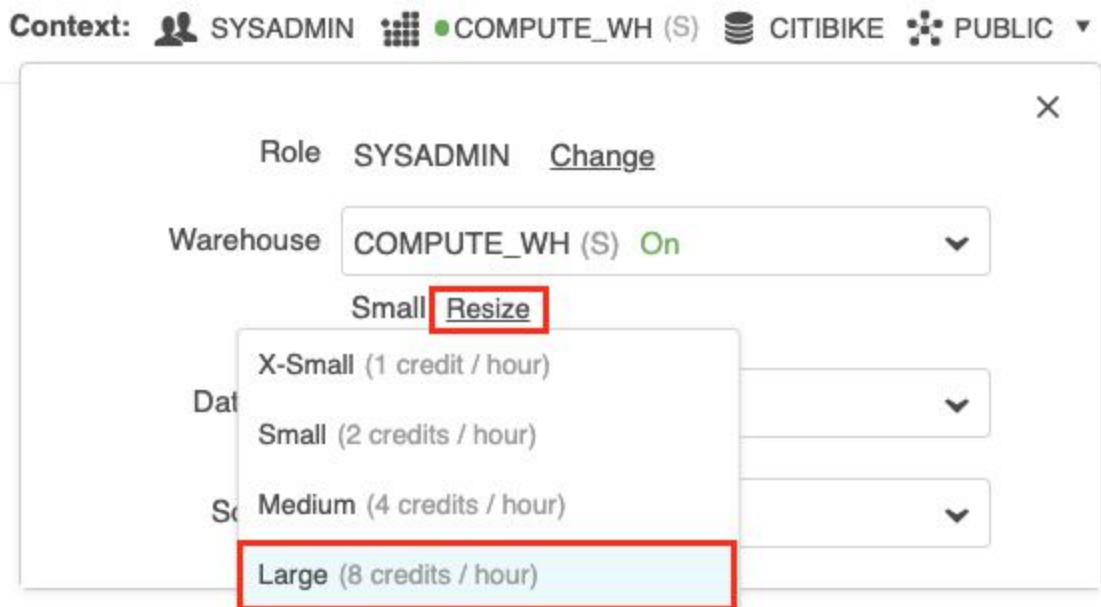 Context: SYSADMIN COMPUTE_WH (S) CITIBIKE PUBLIC
Role SYSADMIN Change
Warehouse COMPUTE_WH (S) On
Small Resize
X-Small (1 credit / hour)
Dat
Small (2 credits / hour)
Medium (4 credits / hour)
Large (8 credits / hour)